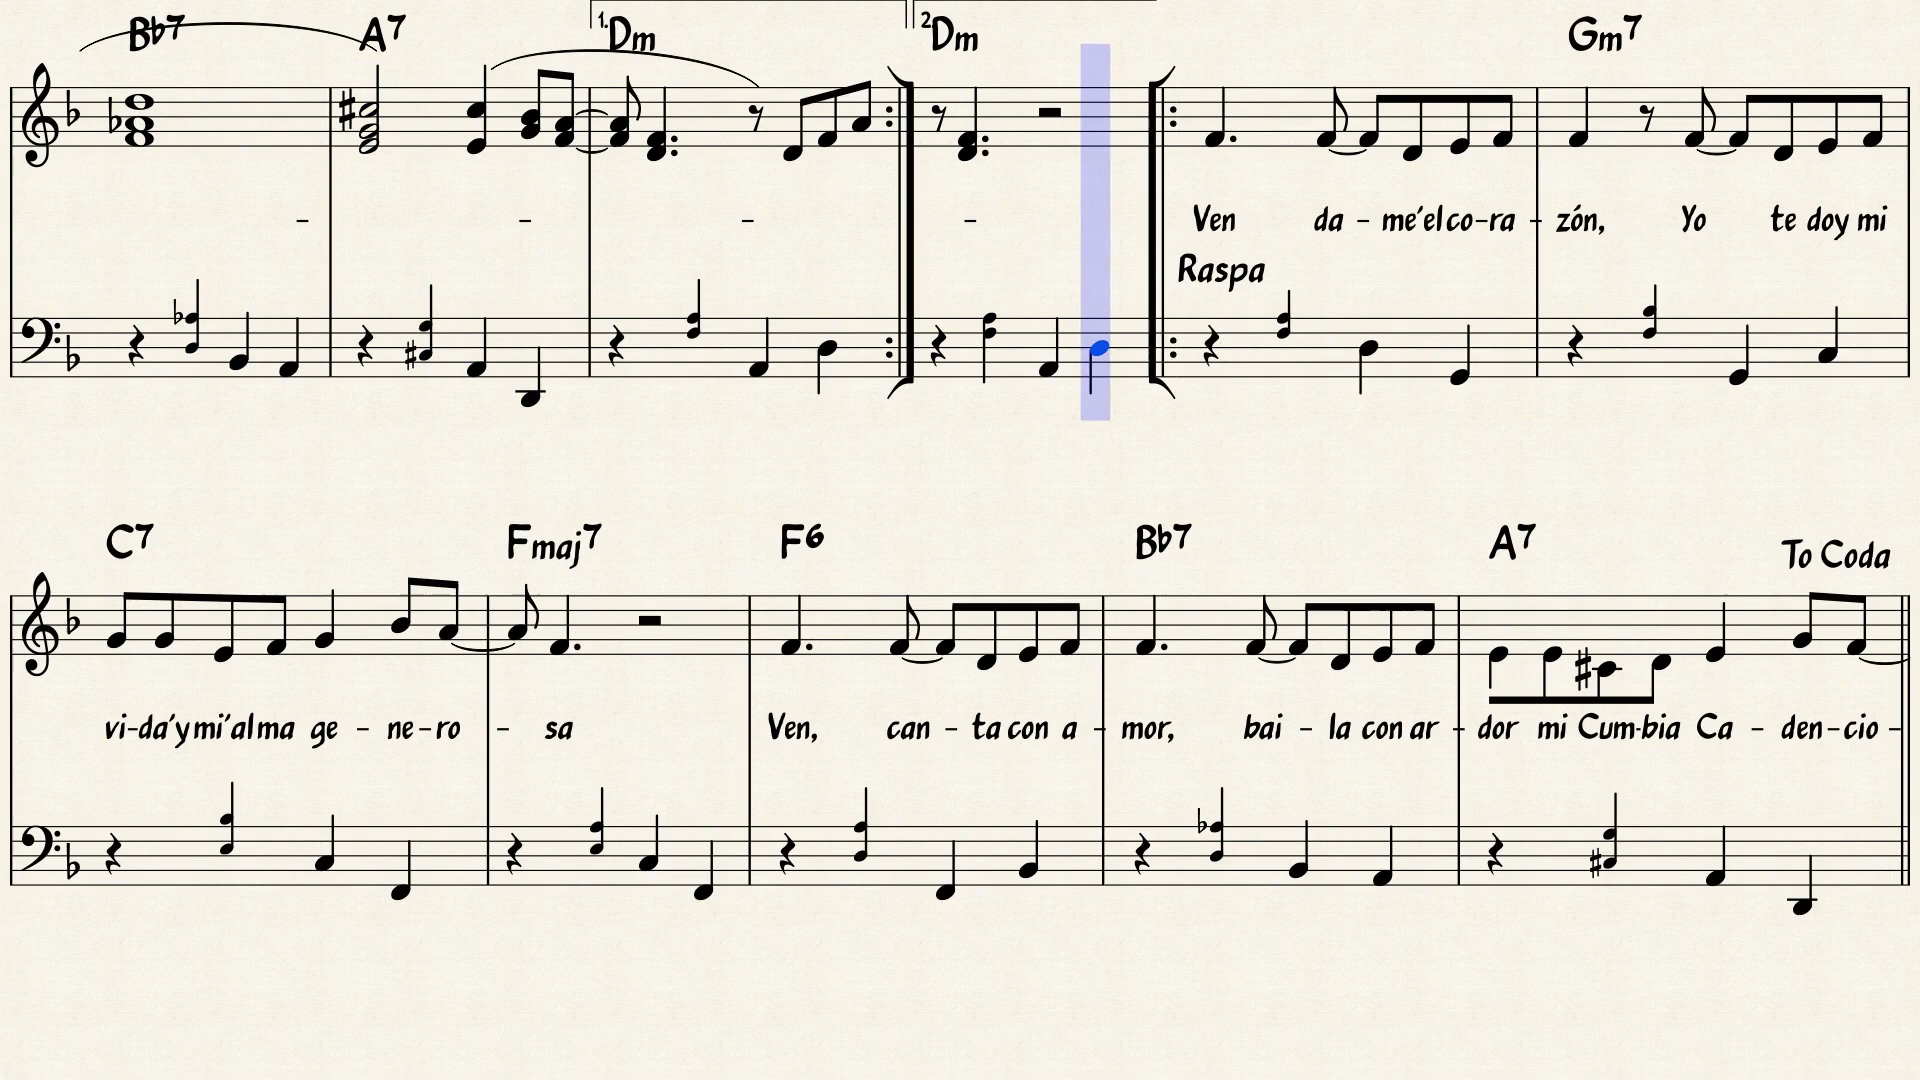 Bb7 A7 1. Dm 2. Dm Gm7
- - - - Ven da - me'el co - ra - zón, Yo te doy mi
Raspa
C7 Fmaj7 F6 Bb7 A7 To Coda
vi - da'y mi'al ma ge - ne - ro - sa Ven, can - ta con a - mor, bai - la con ar - dor mi Cum - bia Ca - den - cio -